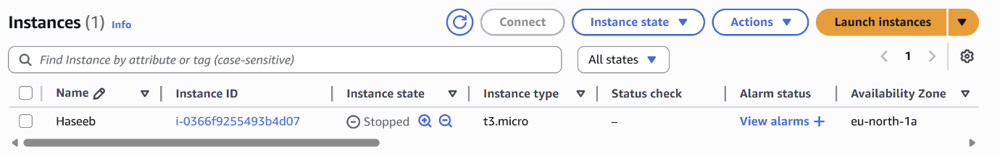 Instances (1) Info Connect Instance state Actions Launch instances
Find Instance by attribute or tag (case-sensitive) All states 1
Name Instance ID Instance state Instance type Status check Alarm status Availability Zone
Haseeb i-0366f9255493b4d07 Stopped t3.micro – View alarms + eu-north-1a